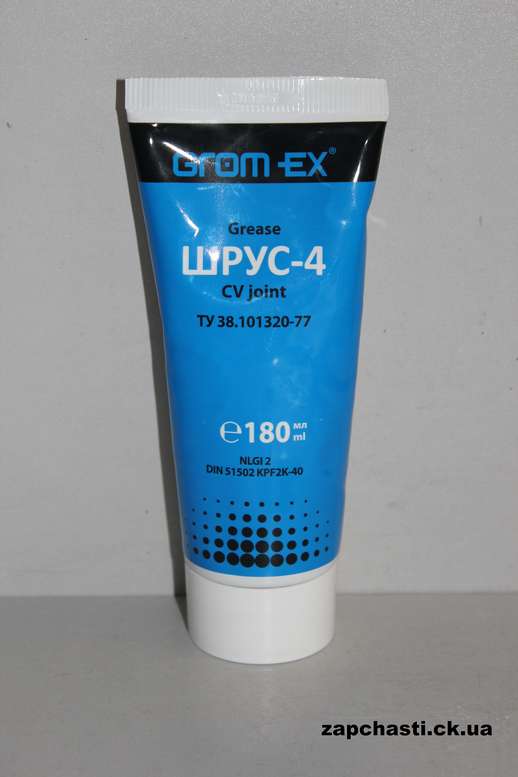 Grom-EX®
Grease
ШРУС-4
CV joint
ТУ 38.101320-77
℮180 мл ml
NLGI 2
DIN 51502 KPF2K-40
zapchasti.ck.ua